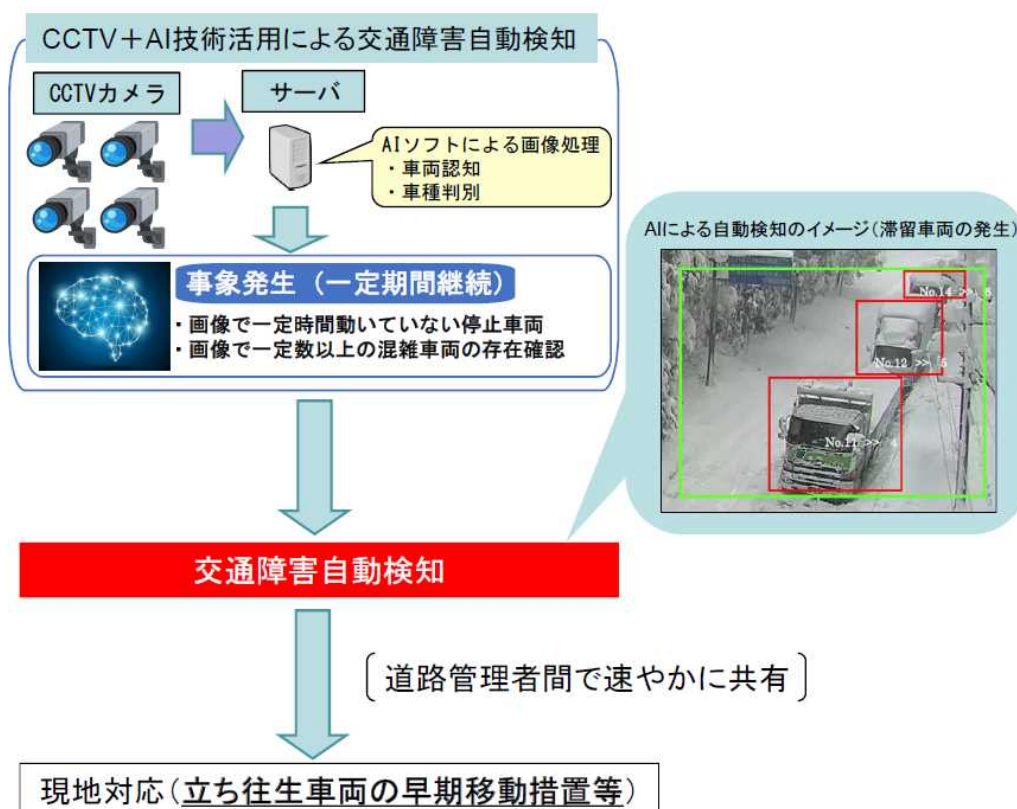 CCTV+AI技術活用による交通障害自動検知
CCTVカメラ
サーバ
AIソフトによる画像処理
・車両認知
・車種判別
事象発生(一定期間継続)
・画像で一定時間動いていない停止車両
・画像で一定数以上の混雑車両の存在確認
AIによる自動検知のイメージ(滞留車両の発生)
No.14 >> 6
No.12 >> 5
No.11 >> 4
交通障害自動検知
道路管理者間で速やかに共有
現地対応(立ち往生車両の早期移動措置等)